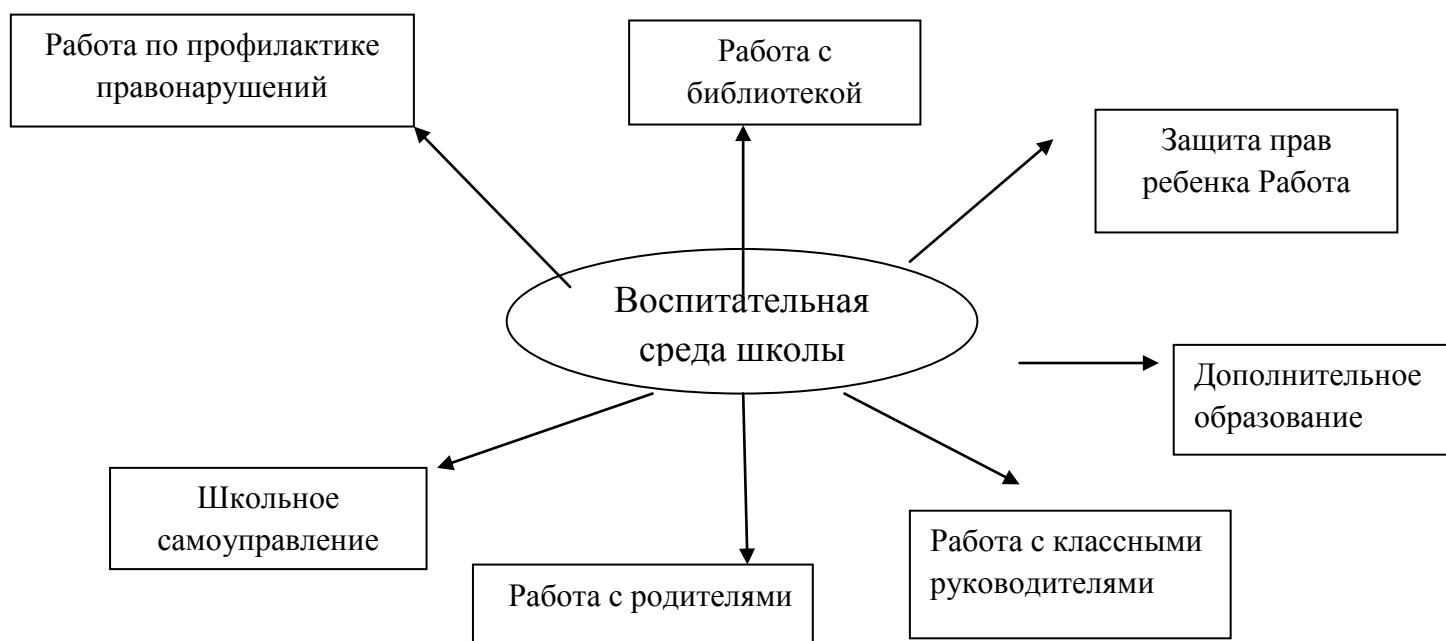 Работа по профилактике
правонарушений
Работа с
библиотекой
Защита прав
ребенка Работа
Воспитательная
среда школы
Дополнительное
образование
Школьное
самоуправление
Работа с родителями
Работа с классными
руководителями